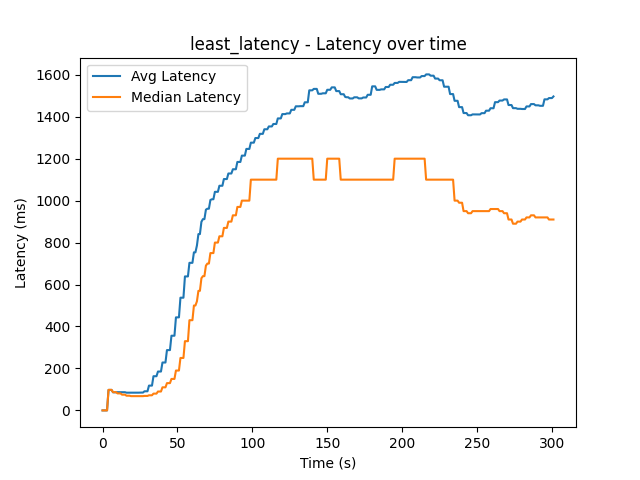 least_latency - Latency over time
Avg Latency
Median Latency
Latency (ms)
1600
1400
1200
1000
800
600
400
200
0
0 50 100 150 200 250 300
Time (s)